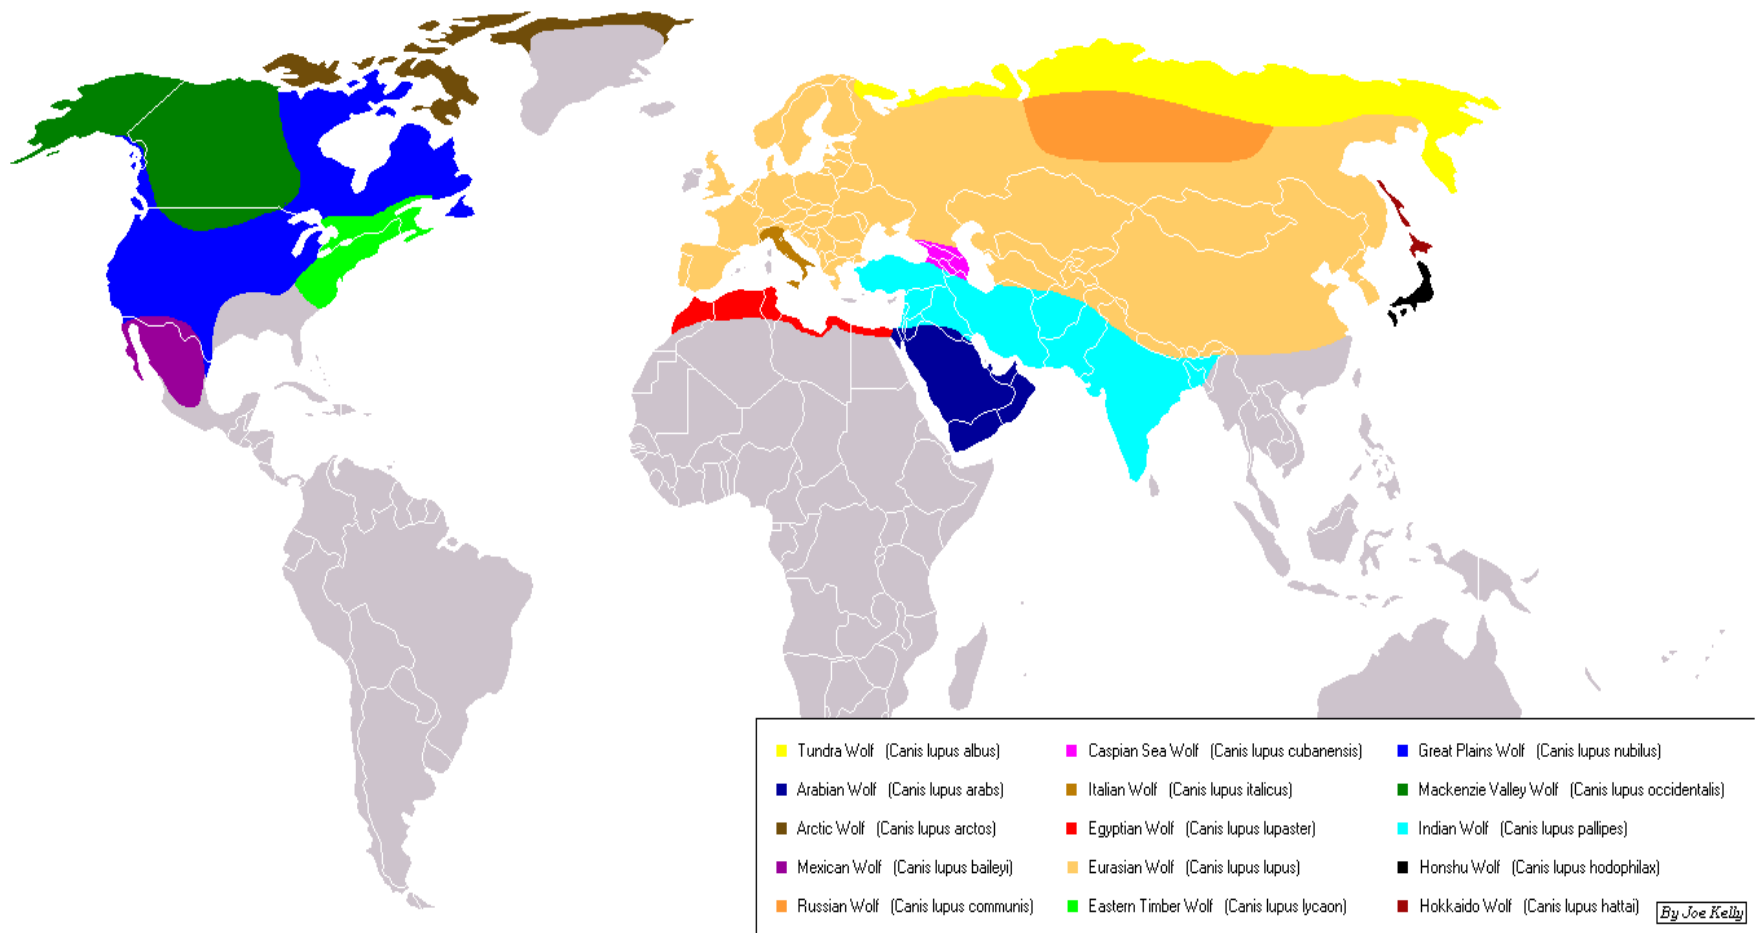 Tundra Wolf (Canis lupus albus) Caspian Sea Wolf (Canis lupus cubanensis) Great Plains Wolf (Canis lupus nubilus)
Arabian Wolf (Canis lupus arabs) Italian Wolf (Canis lupus italicus) Mackenzie Valley Wolf (Canis lupus occidentalis)
Arctic Wolf (Canis lupus arctos) Egyptian Wolf (Canis lupus lupaster) Indian Wolf (Canis lupus pallipes)
Mexican Wolf (Canis lupus baileyi) Eurasian Wolf (Canis lupus lupus) Honshu Wolf (Canis lupus hodophilax)
Russian Wolf (Canis lupus communis) Eastern Timber Wolf (Canis lupus lycaon) Hokkaido Wolf (Canis lupus hattai)
By Joe Kelly